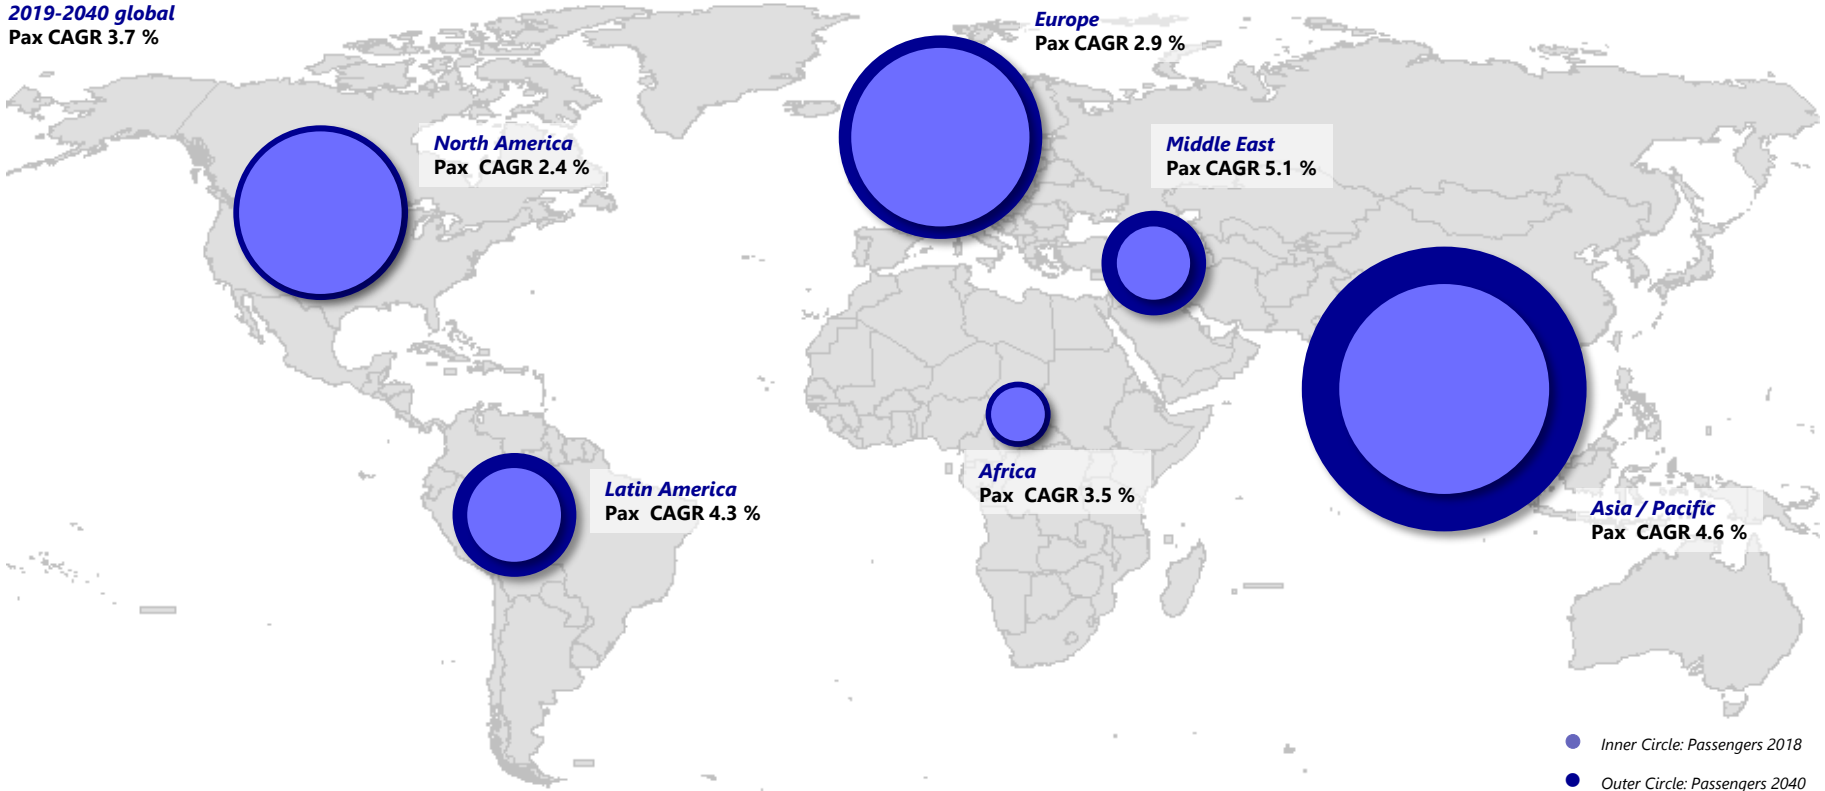 2019-2040 global
Pax CAGR 3.7 %
Europe
Pax CAGR 2.9 %
North America
Pax CAGR 2.4 %
Middle East
Pax CAGR 5.1 %
Africa
Pax CAGR 3.5 %
Latin America
Pax CAGR 4.3 %
Asia / Pacific
Pax CAGR 4.6 %
Inner Circle: Passengers 2018
Outer Circle: Passengers 2040